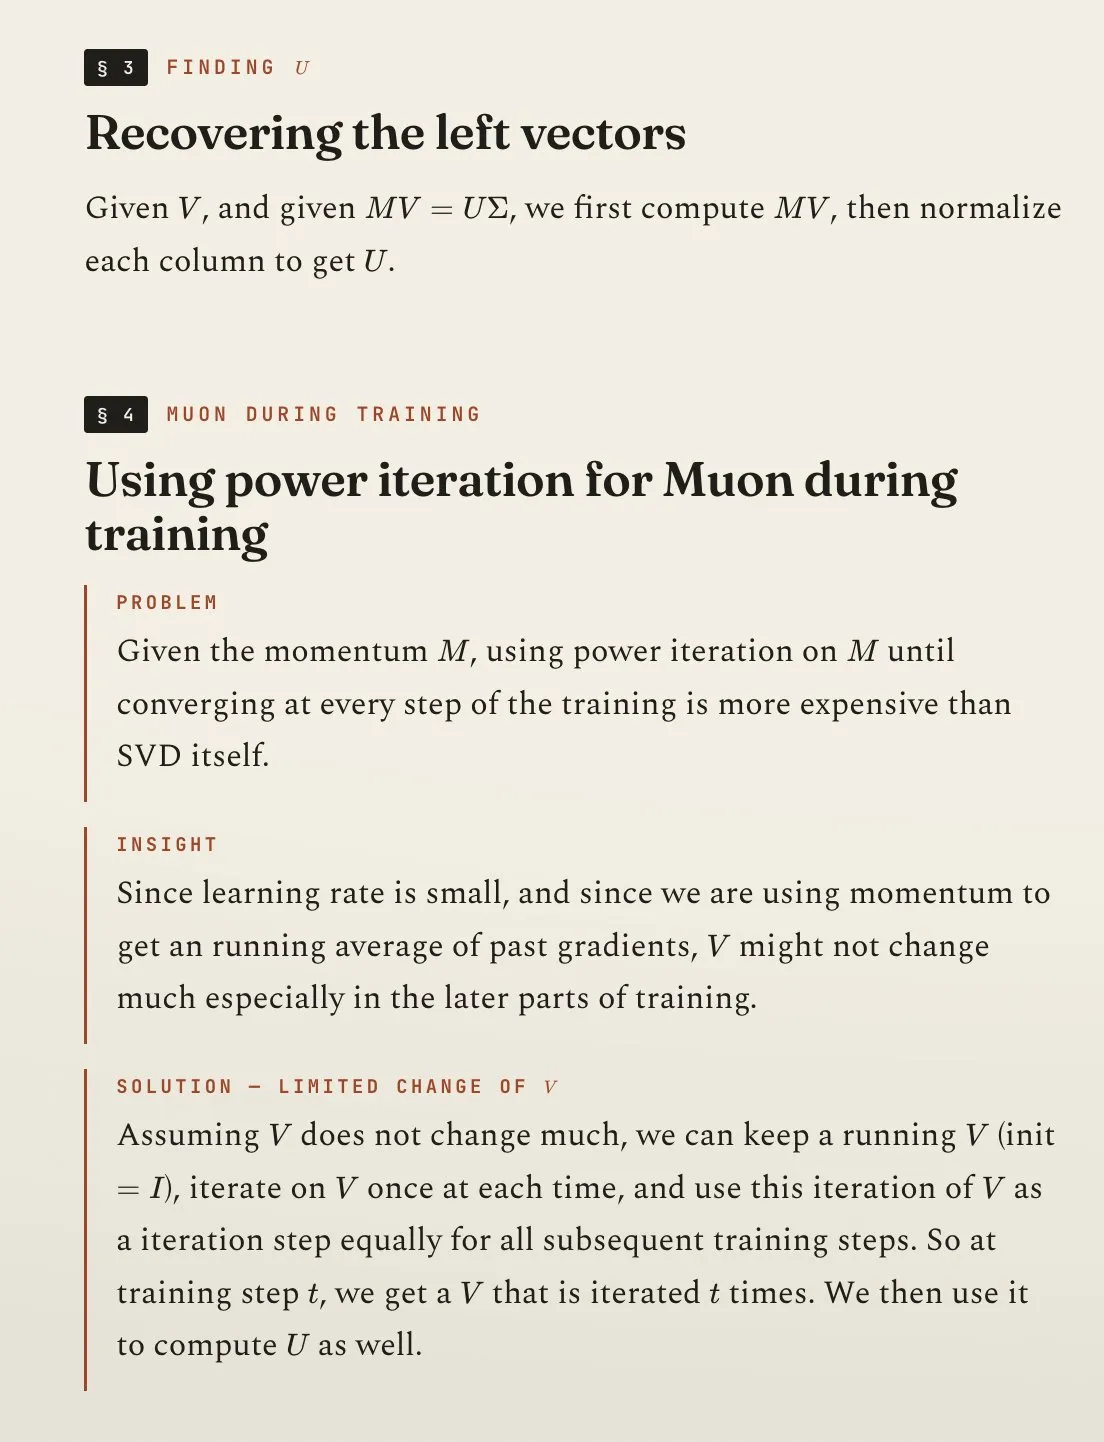 § 3 FINDING U
Recovering the left vectors
Given V, and given MV = UΣ, we first compute MV, then normalize
each column to get U.
§ 4 MUON DURING TRAINING
Using power iteration for Muon during
training
PROBLEM
Given the momentum M, using power iteration on M until
converging at every step of the training is more expensive than
SVD itself.
INSIGHT
Since learning rate is small, and since we are using momentum to
get an running average of past gradients, V might not change
much especially in the later parts of training.
SOLUTION — LIMITED CHANGE OF V
Assuming V does not change much, we can keep a running V (init
= I), iterate on V once at each time, and use this iteration of V as
a iteration step equally for all subsequent training steps. So at
training step t, we get a V that is iterated t times. We then use it
to compute U as well.